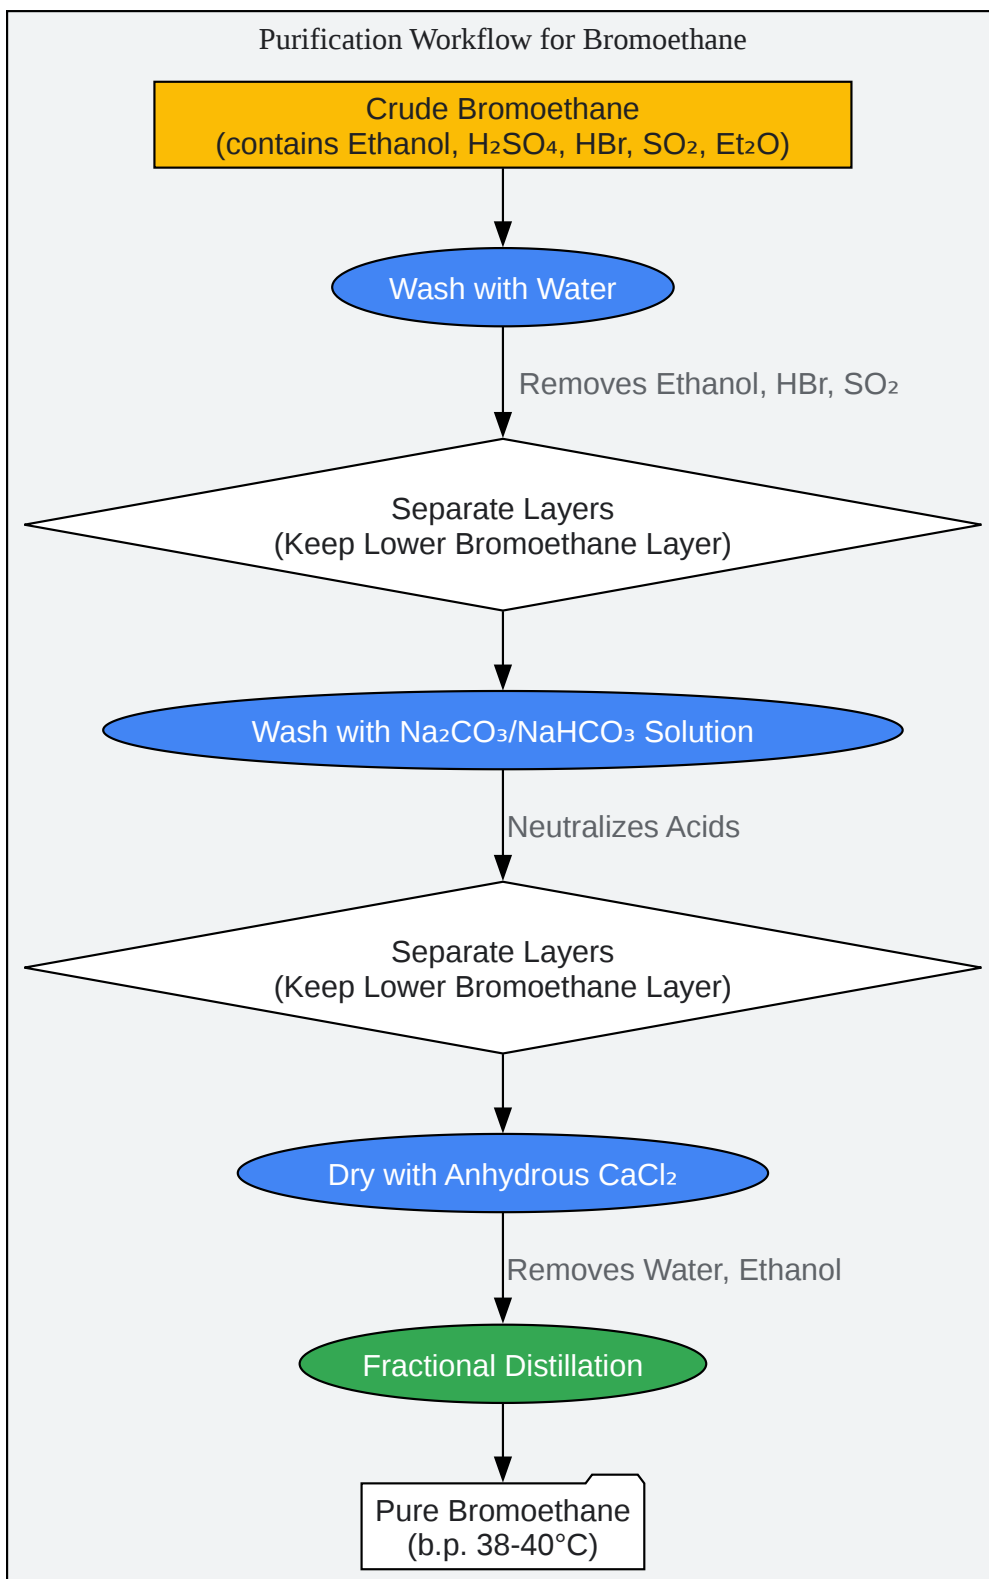 Purification Workflow for Bromoethane
Crude Bromoethane
(contains Ethanol, H₂SO₄, HBr, SO₂, Et₂O)
Wash with Water
Removes Ethanol, HBr, SO₂
Separate Layers
(Keep Lower Bromoethane Layer)
Wash with Na₂CO₃/NaHCO₃ Solution
Neutralizes Acids
Separate Layers
(Keep Lower Bromoethane Layer)
Dry with Anhydrous CaCl₂
Removes Water, Ethanol
Fractional Distillation
Pure Bromoethane
(b.p. 38-40°C)